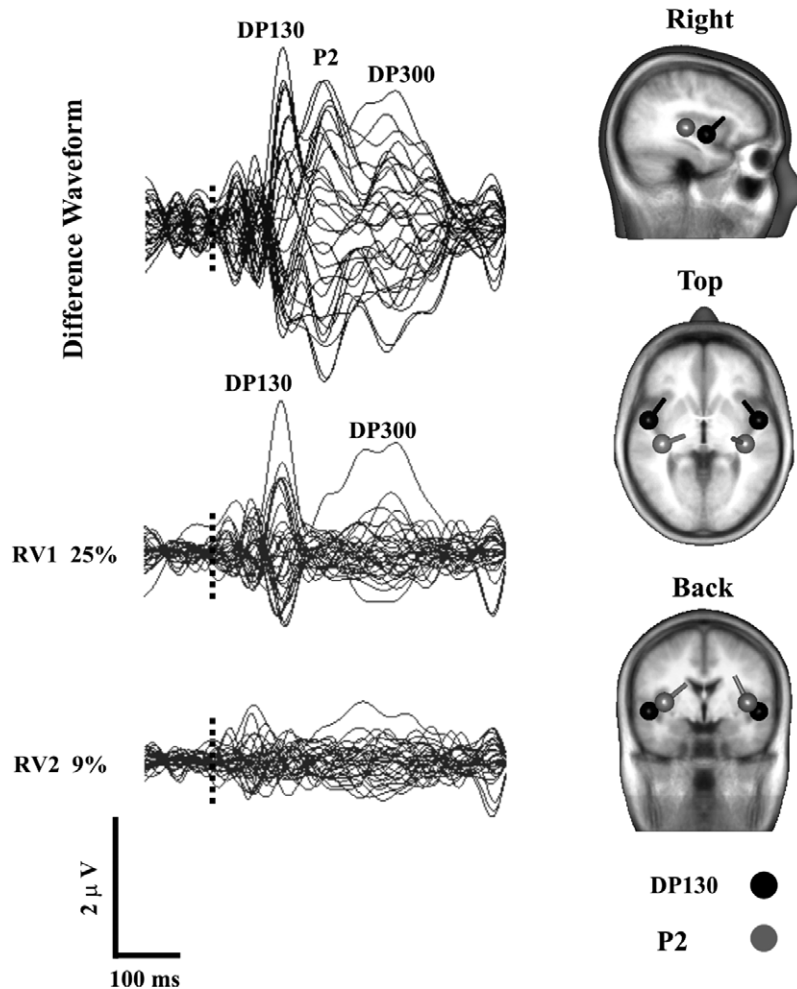 Difference Waveform
DP130
P2
DP300
DP130
DP300
RV1 25%
RV2 9%
2 μ V
100 ms
Right
Top
Back
DP130
P2